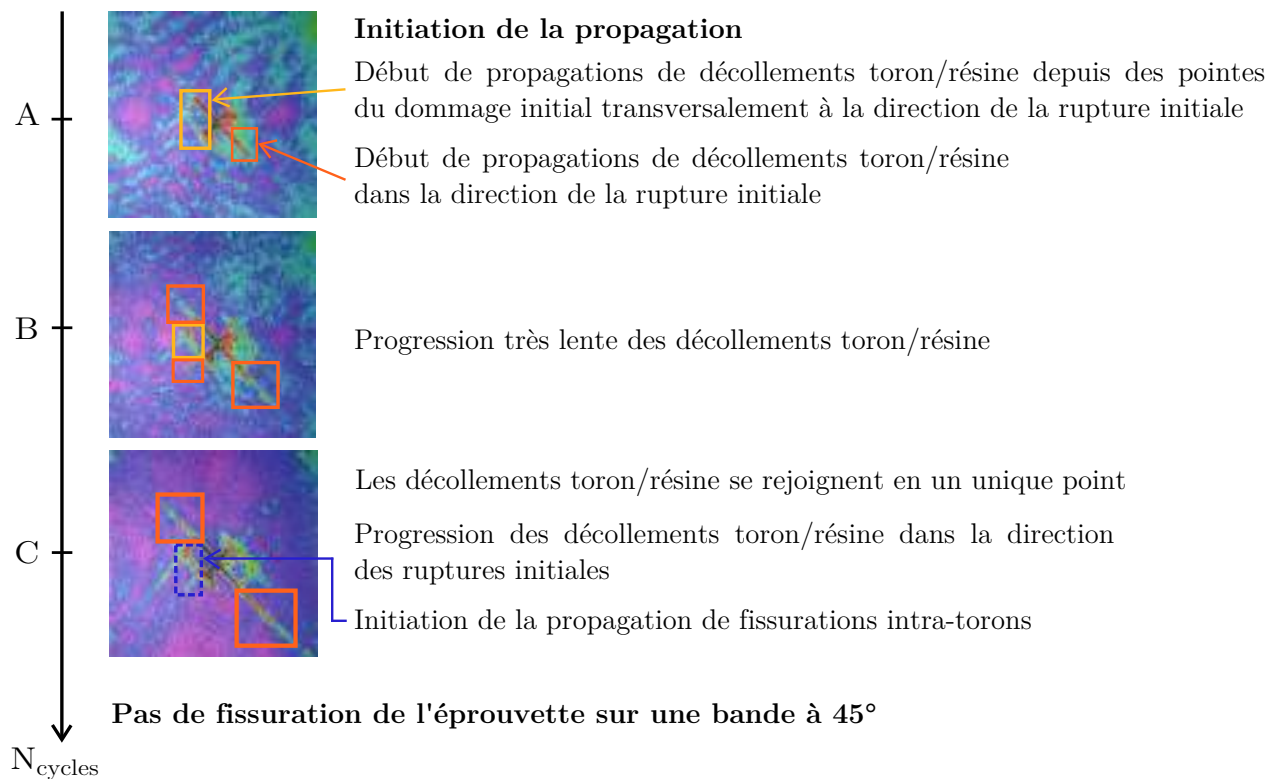 Initiation de la propagation
A
Début de propagations de décollements toron/résine depuis des pointes
du dommage initial transversalement à la direction de la rupture initiale
Début de propagations de décollements toron/résine
dans la direction de la rupture initiale
B
Progression très lente des décollements toron/résine
C
Les décollements toron/résine se rejoignent en un unique point
Progression des décollements toron/résine dans la direction
des ruptures initiales
Initiation de la propagation de fissurations intra-torons
Pas de fissuration de l'éprouvette sur une bande à 45°
N_cycles